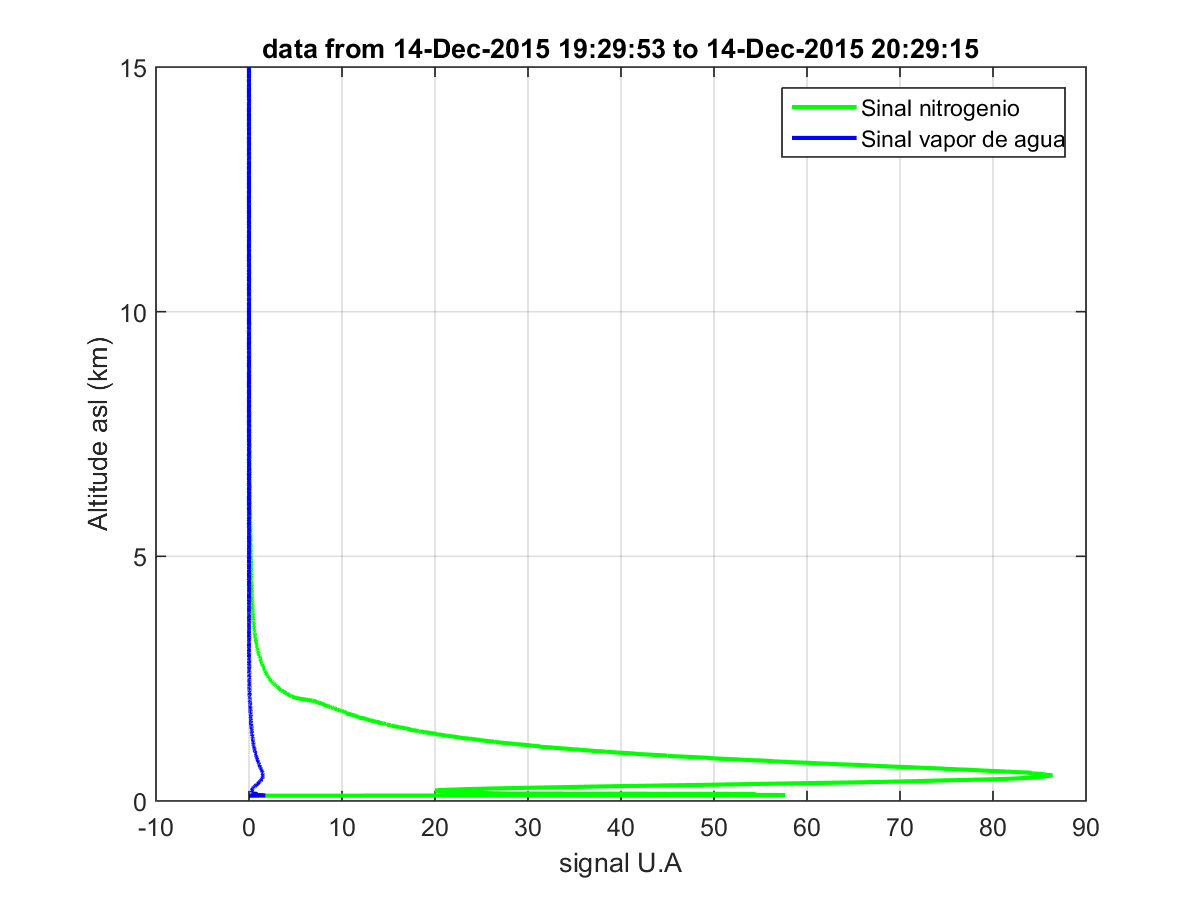 data from 14-Dec-2015 19:29:53 to 14-Dec-2015 20:29:15
Sinal nitrogenio
Sinal vapor de agua
15
10
5
0
Altitude asl (km)
-10 0 10 20 30 40 50 60 70 80 90
signal U.A